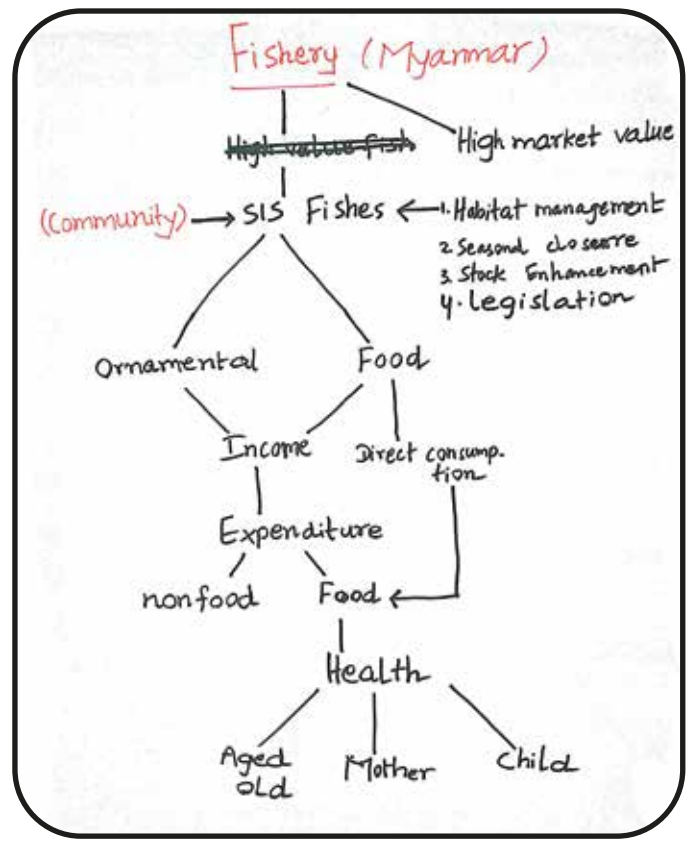 Fishery (Myanmar)
High value fish
High market value
(Community) → SIS Fishes ← 1. Habitat management
2. Seasonal closeere
3. Stock Enhancement
4. Legislation
Ornamental Food
Income Direct consump-
tion
Expenditure
nonfood Food
Health
Aged Mother Child
old